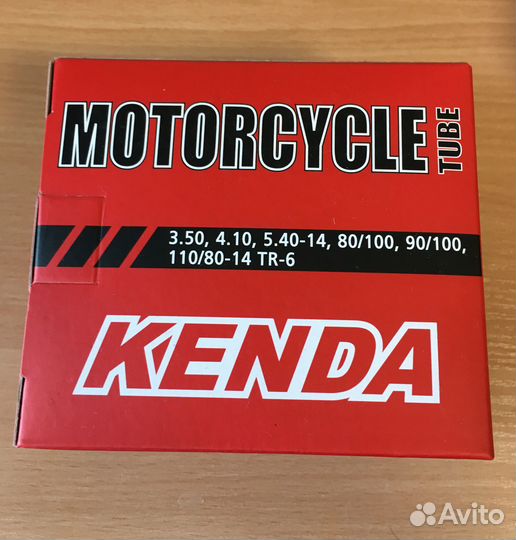 MOTORCYCLE TUBE
3.50, 4.10, 5.40-14, 80/100, 90/100,
110/80-14 TR-6
KENDA
Avito